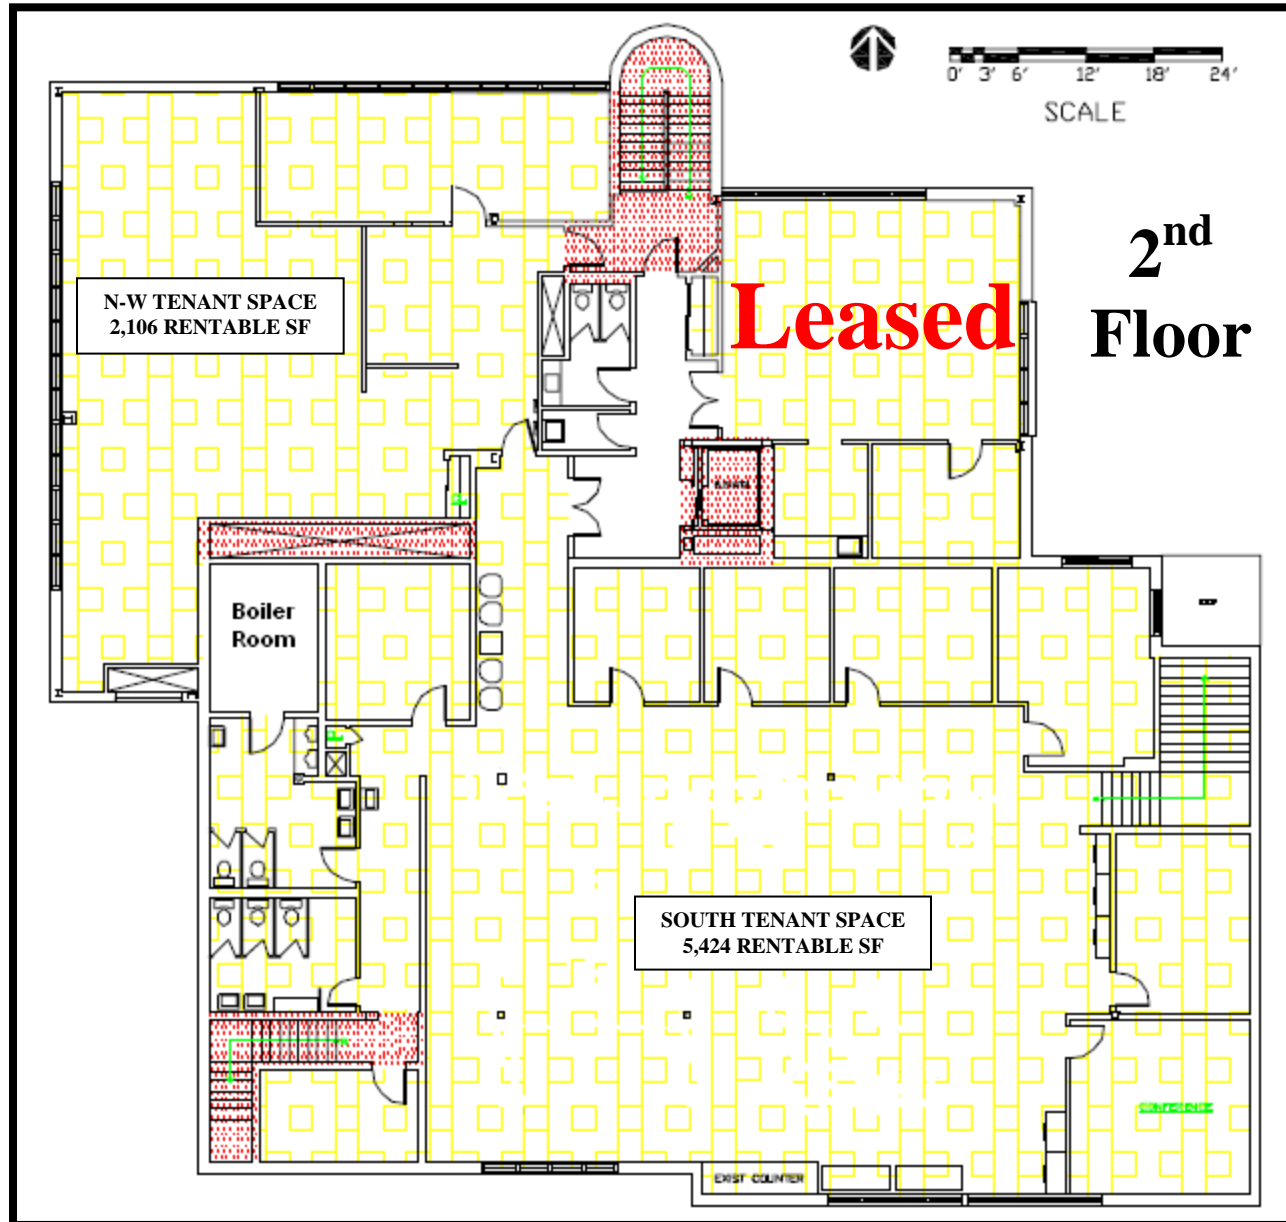 0' 3' 6' 12' 18' 24'
SCALE
2nd
Floor
N-W TENANT SPACE
2,106 RENTABLE SF
Leased
Boiler
Room
SOUTH TENANT SPACE
5,424 RENTABLE SF
CONFERENCE
EXIST COUNTER